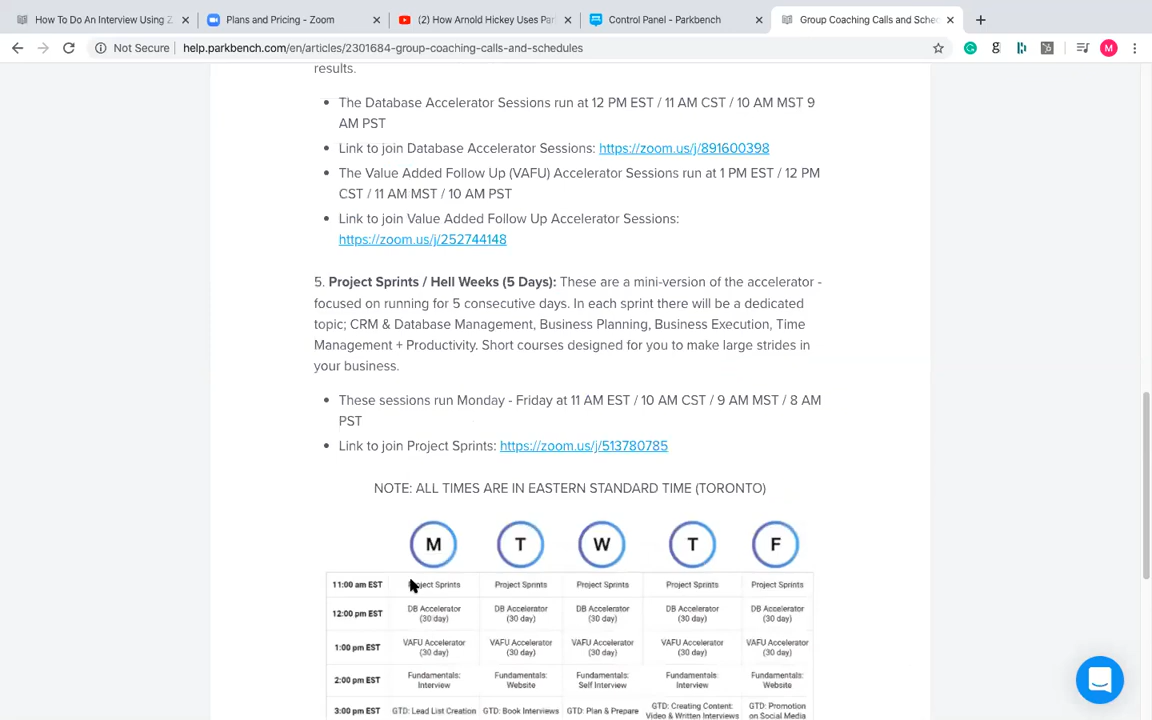 How To Do An Interview Using Z
Plans and Pricing - Zoom
(2) How Arnold Hickey Uses Par
Control Panel - Parkbench
Group Coaching Calls and Sche
Not Secure
help.parkbench.com/en/articles/2301684-group-coaching-calls-and-schedules
M
results.
The Database Accelerator Sessions run at 12 PM EST / 11 AM CST / 10 AM MST 9
AM PST
Link to join Database Accelerator Sessions: https://zoom.us/j/891600398
The Value Added Follow Up (VAFU) Accelerator Sessions run at 1 PM EST / 12 PM
CST / 11 AM MST / 10 AM PST
Link to join Value Added Follow Up Accelerator Sessions:
https://zoom.us/j/252744148
5. Project Sprints / Hell Weeks (5 Days): These are a mini-version of the accelerator -
focused on running for 5 consecutive days. In each sprint there will be a dedicated
topic; CRM & Database Management, Business Planning, Business Execution, Time
Management + Productivity. Short courses designed for you to make large strides in
your business.
These sessions run Monday - Friday at 11 AM EST / 10 AM CST / 9 AM MST / 8 AM
PST
Link to join Project Sprints: https://zoom.us/j/513780785
NOTE: ALL TIMES ARE IN EASTERN STANDARD TIME (TORONTO)
M T W T F
11:00 am EST Project Sprints Project Sprints Project Sprints Project Sprints Project Sprints
12:00 pm EST DB Accelerator DB Accelerator DB Accelerator DB Accelerator DB Accelerator
(30 day) (30 day) (30 day) (30 day) (30 day)
1:00 pm EST VAFU Accelerator VAFU Accelerator VAFU Accelerator VAFU Accelerator VAFU Accelerator
(30 day) (30 day) (30 day) (30 day) (30 day)
2:00 pm EST Fundamentals: Fundamentals: Fundamentals: Fundamentals: Fundamentals:
Interview Website Self Interview Interview Website
3:00 pm EST GTD: Lead List Creation GTD: Book Interviews GTD: Plan & Prepare GTD: Creating Content: GTD: Promotion
Video & Written Interviews on Social Media